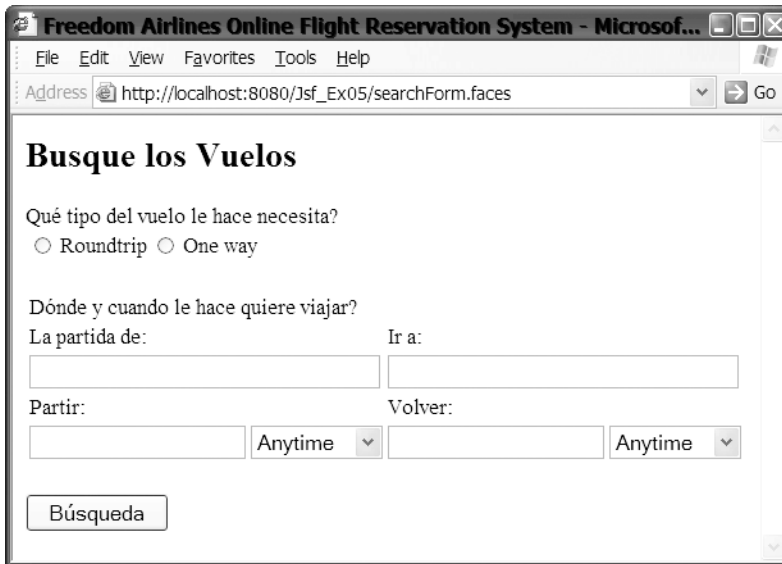 Freedom Airlines Online Flight Reservation System - Microsof...
File Edit View Favorites Tools Help
Address http://localhost:8080/Jsf_Ex05/searchForm.faces Go
Busque los Vuelos
Qué tipo del vuelo le hace necesita?
Roundtrip One way
Dónde y cuando le hace quiere viajar?
La partida de: Ir a:
Partir: Volver:
Anytime Anytime
Búsqueda